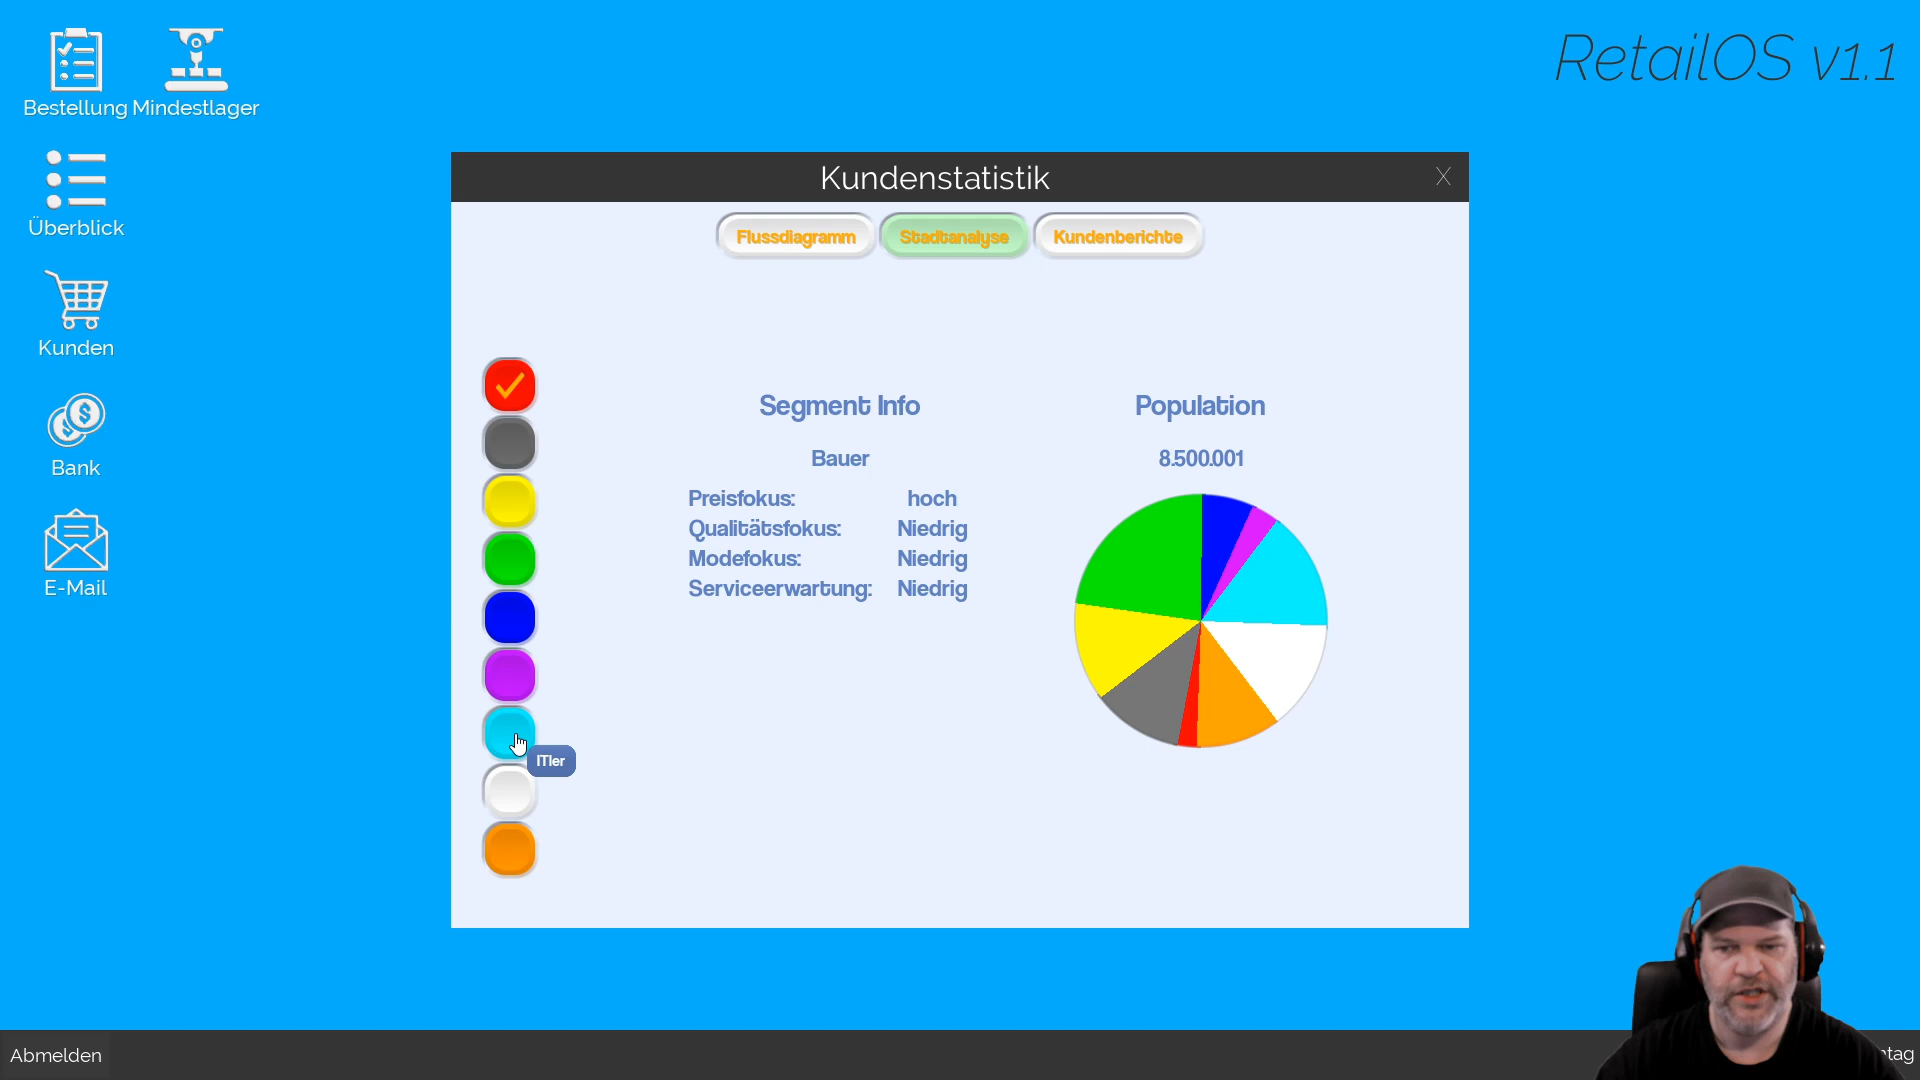 Bestellung
Mindestlager
RetailOS v1.1
Überblick
Kunden
Bank
E-Mail
Kundenstatistik
X
Flussdiagramm
Stadtanalyse
Kundenberichte
Segment Info
Population
Bauer
8.500.001
Preisfokus: hoch
Qualitätsfokus: Niedrig
Modefokus: Niedrig
Serviceerwartung: Niedrig
ITler
Abmelden